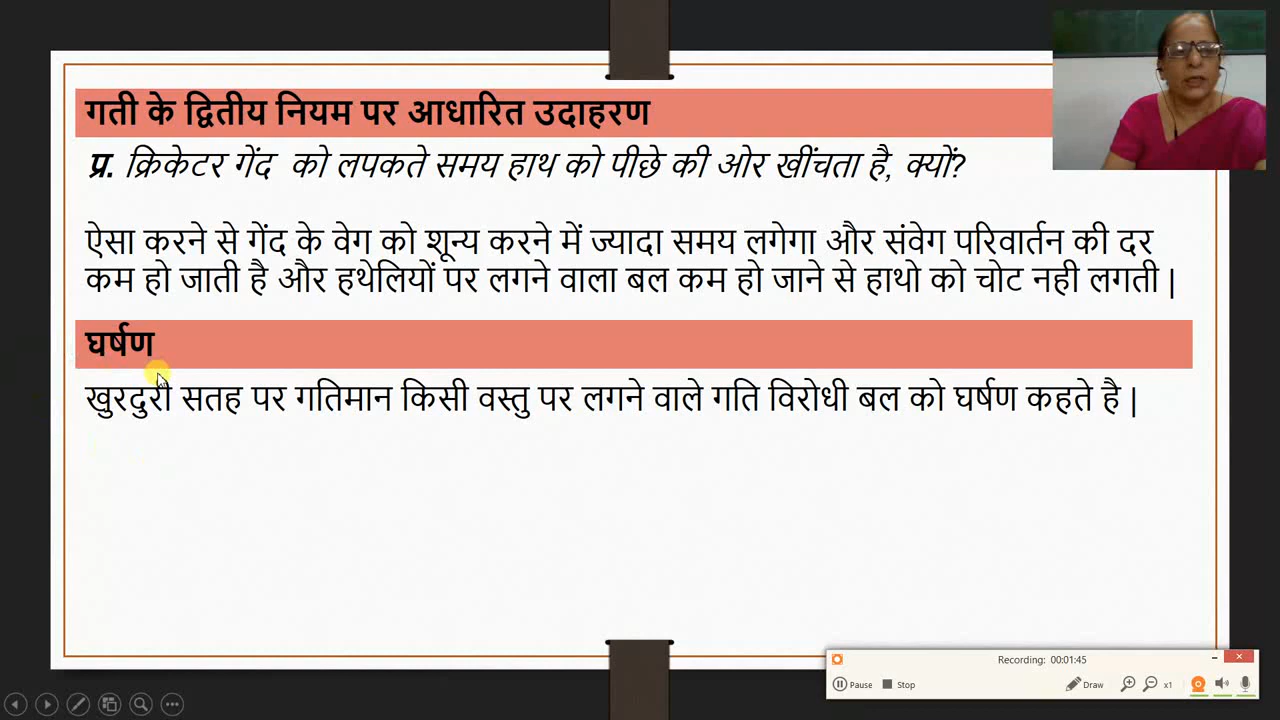 गती के द्वितीय नियम पर आधारित उदाहरण
प्र. क्रिकेटर गेंद को लपकते समय हाथ को पीछे की ओर खींचता है, क्यों?
ऐसा करने से गेंद के वेग को शून्य करने में ज्यादा समय लगेगा और संवेग परिवार्तन की दर
कम हो जाती है और हथेलियों पर लगने वाला बल कम हो जाने से हाथो को चोट नही लगती |
घर्षण
खुरदुरी सतह पर गतिमान किसी वस्तु पर लगने वाले गति विरोधी बल को घर्षण कहते है |
Recording: 00:01:45
Pause Stop Draw x1